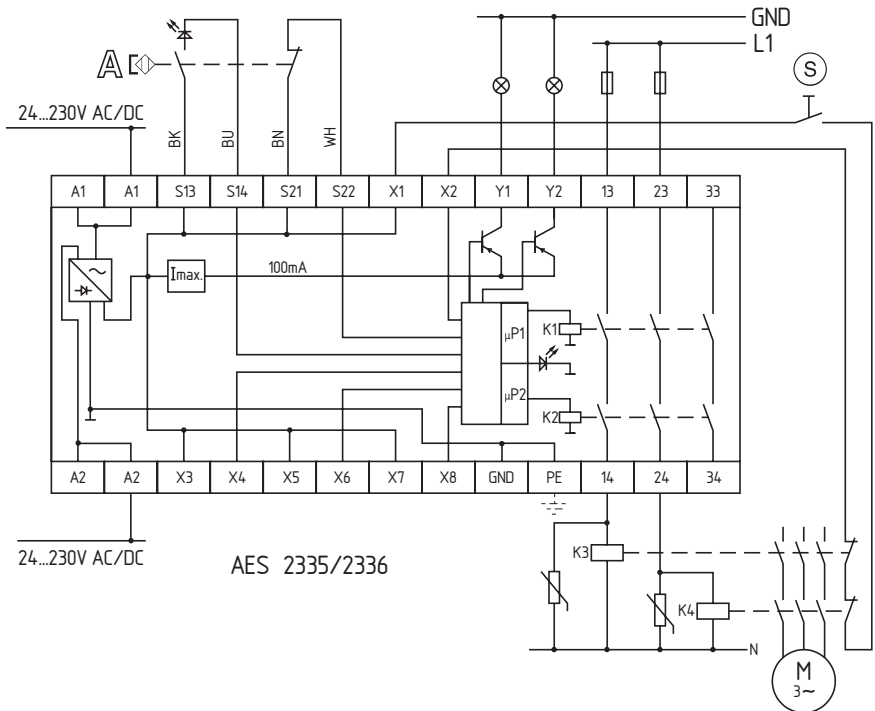 GND
L1
A
S
24...230V AC/DC
BK
BU
BN
WH
A1 A1 S13 S14 S21 S22 X1 X2 Y1 Y2 13 23 33
Imax.
100mA
µP1
K1
µP2
K2
A2 A2 X3 X4 X5 X6 X7 X8 GND PE 14 24 34
24...230V AC/DC
AES 2335/2336
K3
K4
N
M
3~